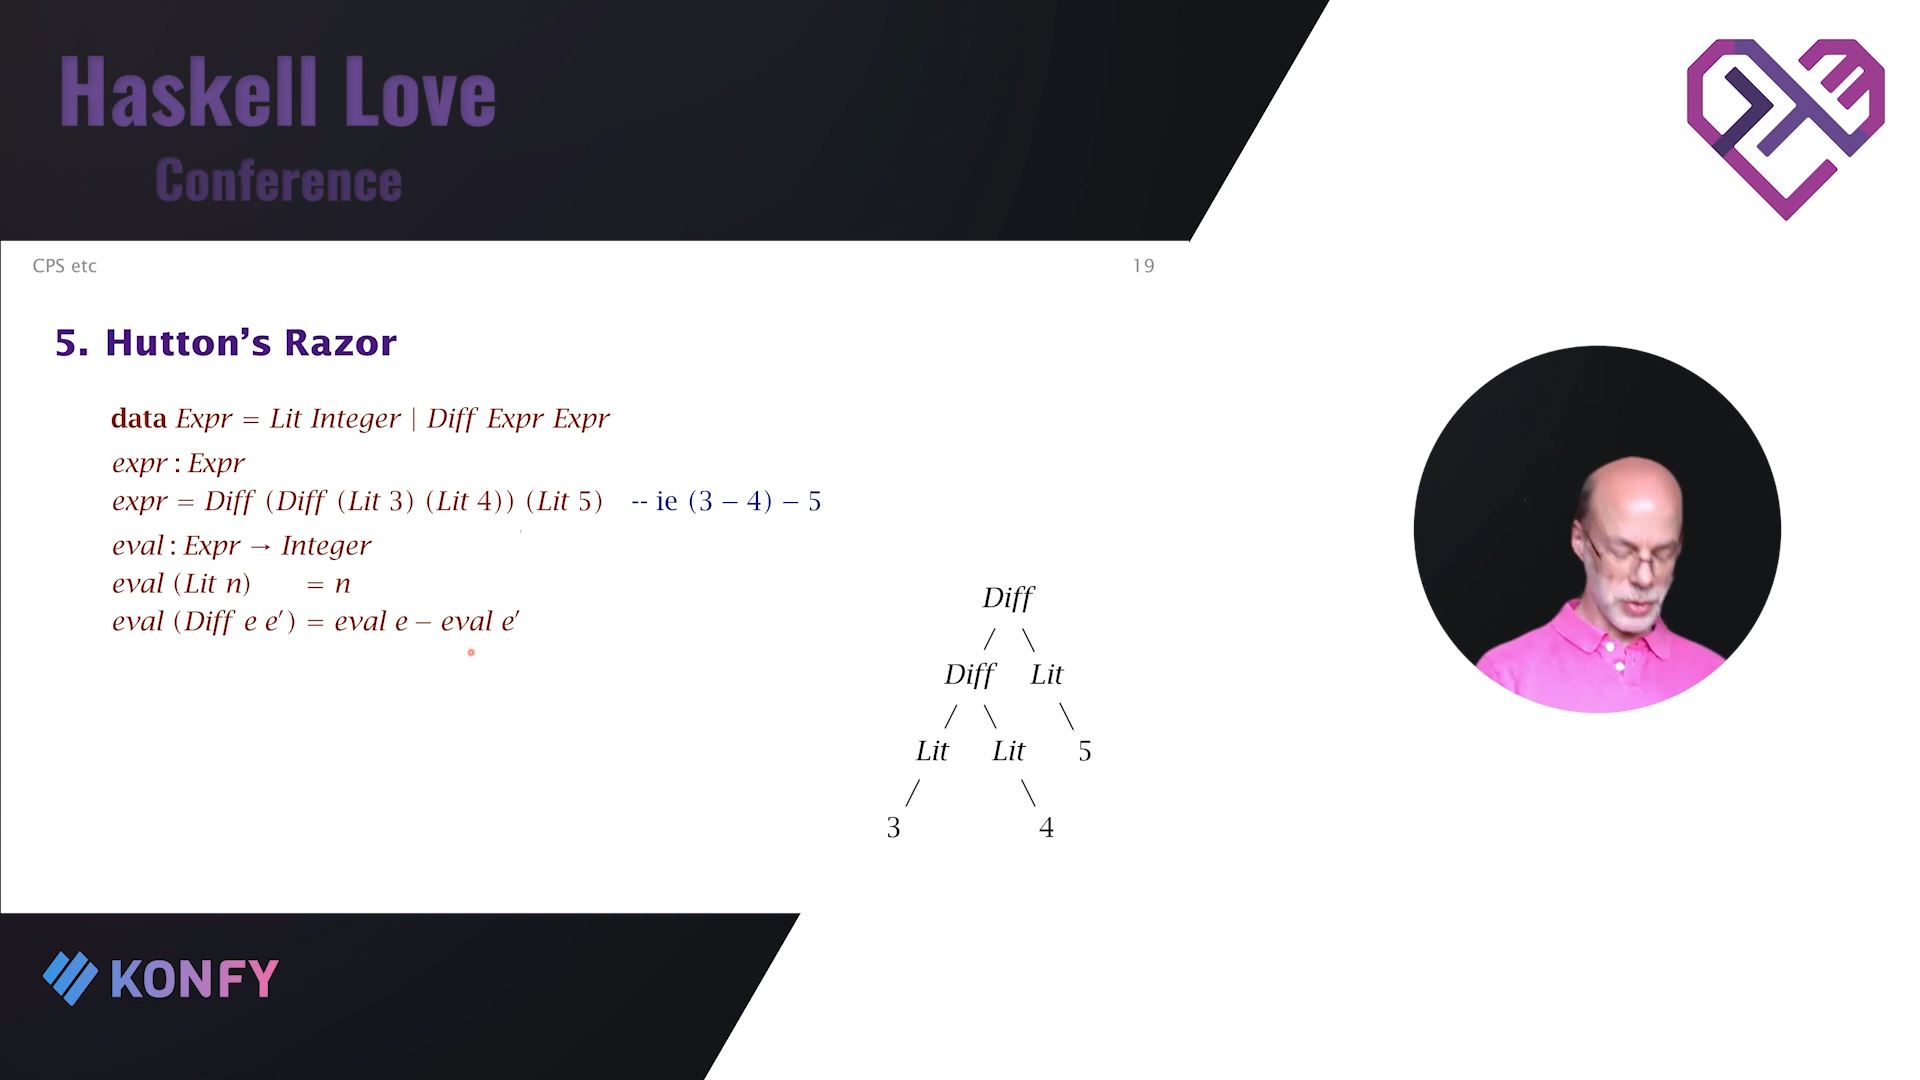 Haskell Love
Conference
CPS etc 19
5. Hutton’s Razor
data Expr = Lit Integer | Diff Expr Expr
expr : Expr
expr = Diff (Diff (Lit 3) (Lit 4)) (Lit 5) -- ie (3 − 4) − 5
eval : Expr → Integer
eval (Lit n) = n
eval (Diff e e′) = eval e − eval e′
Diff
Diff Lit
Lit Lit 5
3 4
KONFY